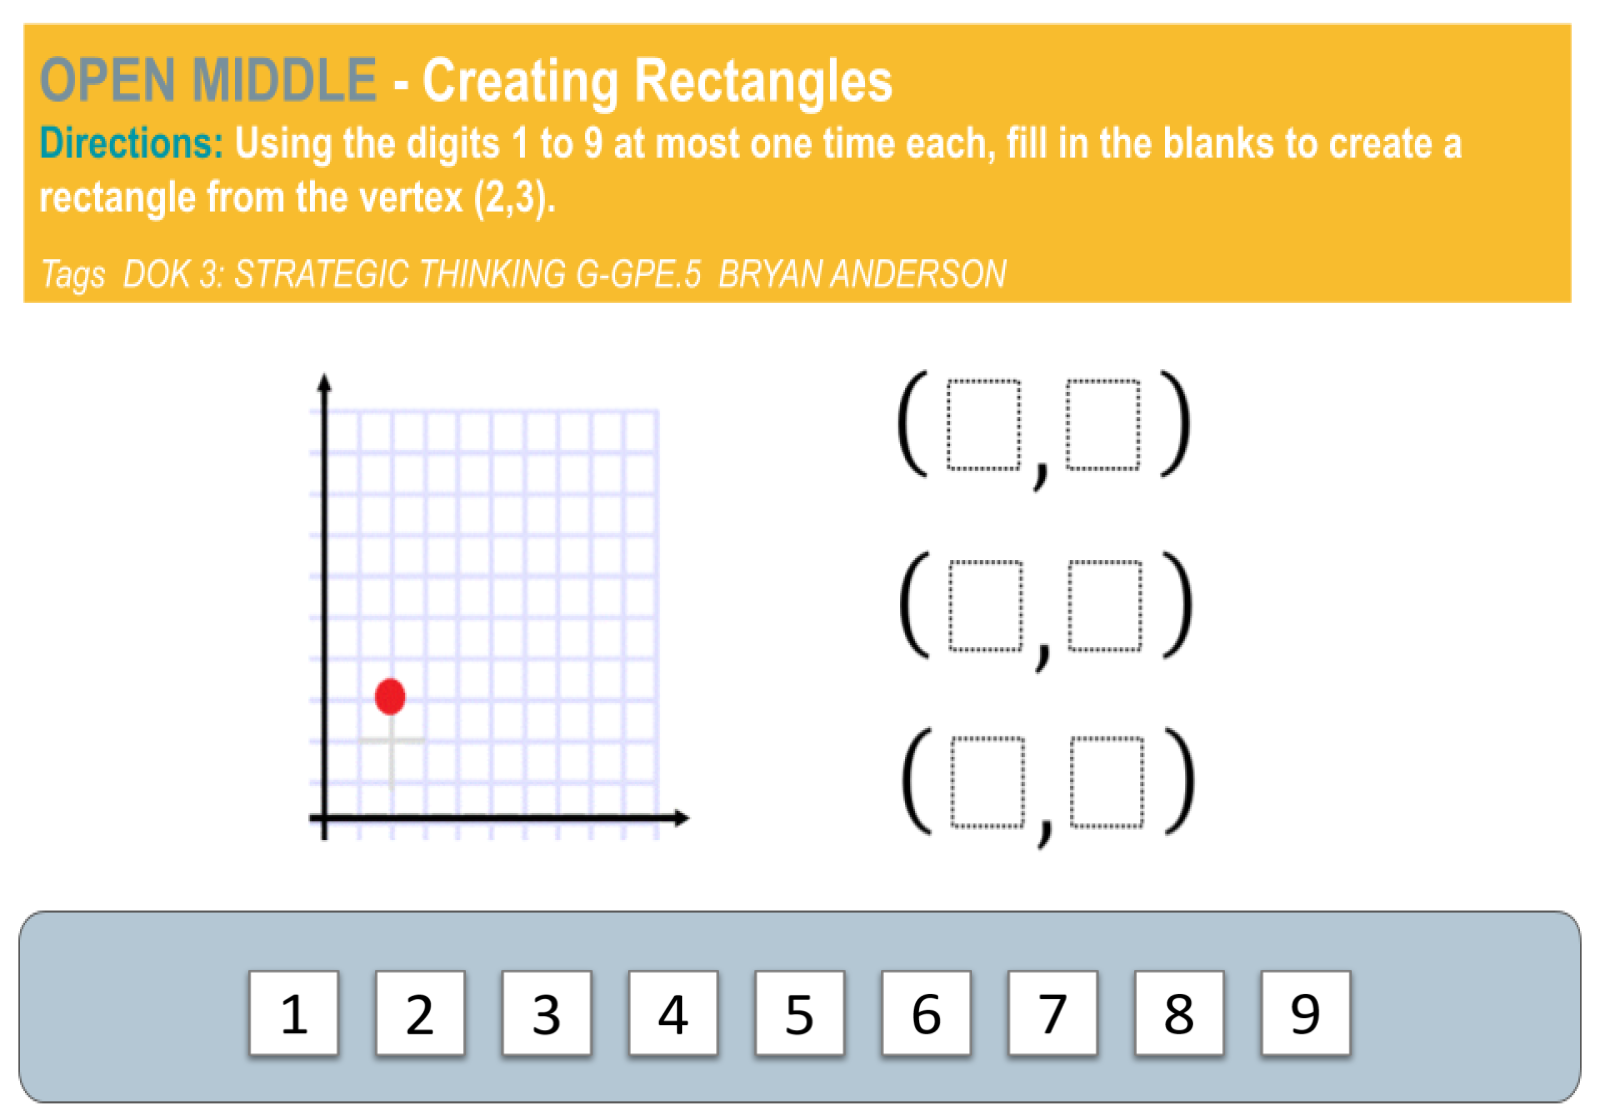 OPEN MIDDLE - Creating Rectangles
Directions: Using the digits 1 to 9 at most one time each, fill in the blanks to create a
rectangle from the vertex (2,3).
Tags DOK 3: STRATEGIC THINKING G-GPE.5 BRYAN ANDERSON
( , )
( , )
( , )
1 2 3 4 5 6 7 8 9